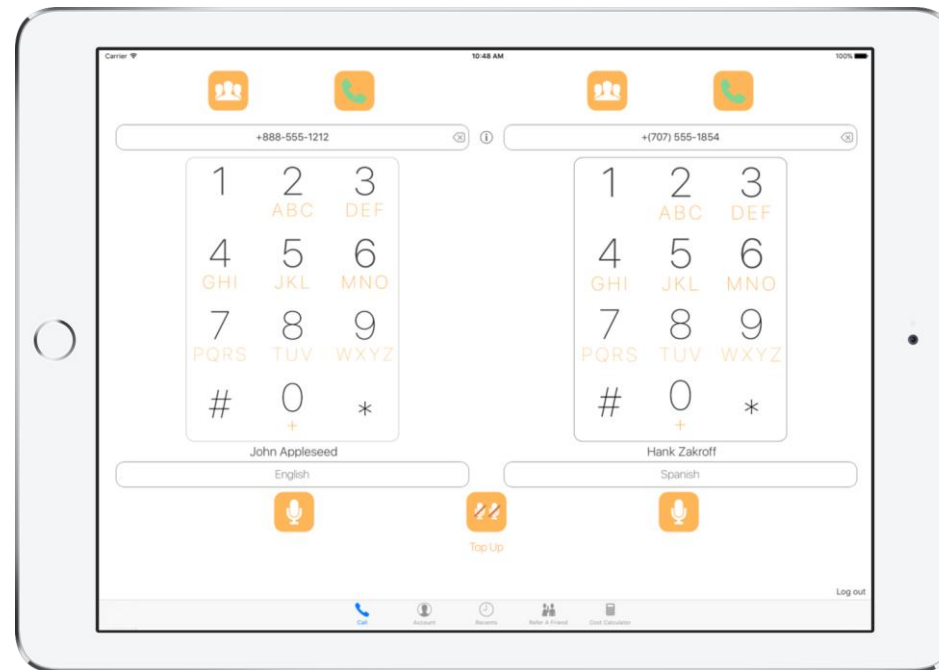 Carrier 10:48 AM 100%
+888-555-1212 +(707) 555-1854
1 2 3 1 2 3
ABC DEF ABC DEF
4 5 6 4 5 6
GHI JKL MNO GHI JKL MNO
7 8 9 7 8 9
PQRS TUV WXYZ PQRS TUV WXYZ
# 0 * # 0 *
+ +
John Appleseed Hank Zakroff
English Spanish
Top Up
Log out
Call Account Recents Refer A Friend Cost Calculator